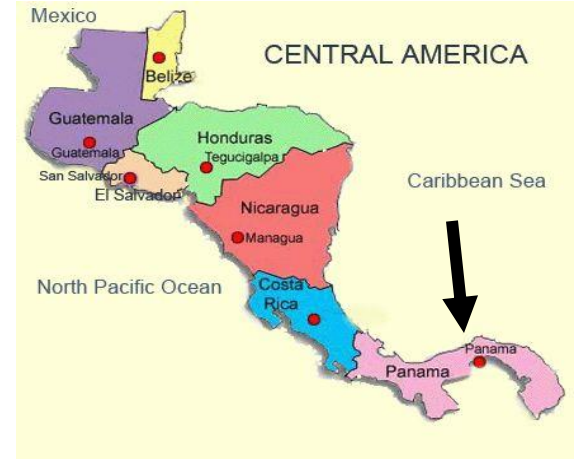 Mexico
CENTRAL AMERICA
Belize
Guatemala
Guatemala
Honduras
Tegucigalpa
San Salvador
El Salvador
Caribbean Sea
Nicaragua
Managua
North Pacific Ocean
Costa
Rica
Panama
Panama